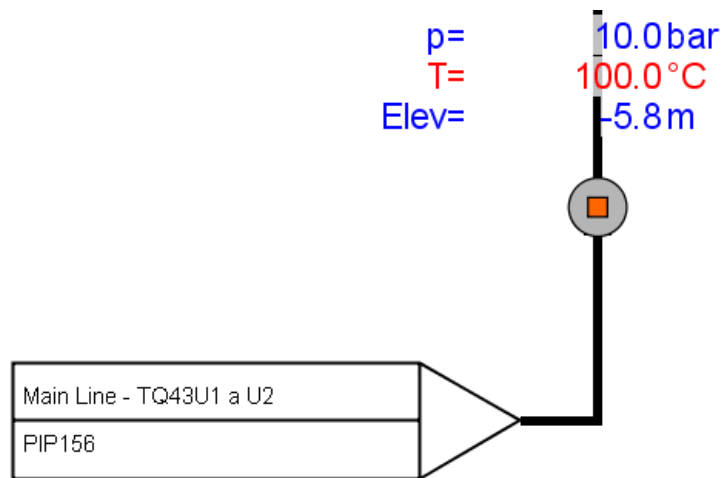 p= 10.0 bar
T= 100.0 °C
Elev= -5.8 m
Main Line - TQ43U1 a U2
PIP156